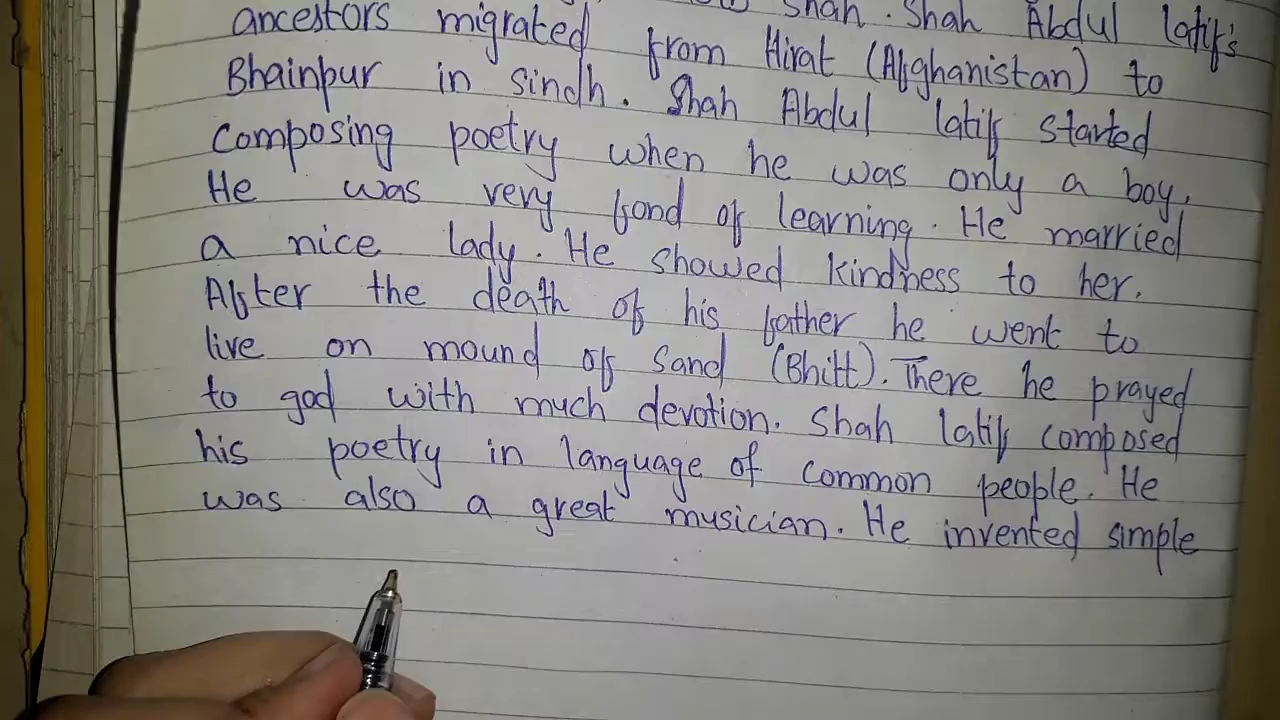 Shah. Shah Abdul latif's
ancestors migrated from Hirat (Afghanistan) to
Bhainpur in sindh. Shah Abdul latif started
composing poetry when he was only a boy.
He was very fond of learning. He married
a nice lady. He showed kindness to her.
After the death of his father he went to
live on mound of Sand (Bhitt). There he prayed
to god with much devotion. Shah latif composed
his poetry in language of common people. He
was also a great musician. He invented simple